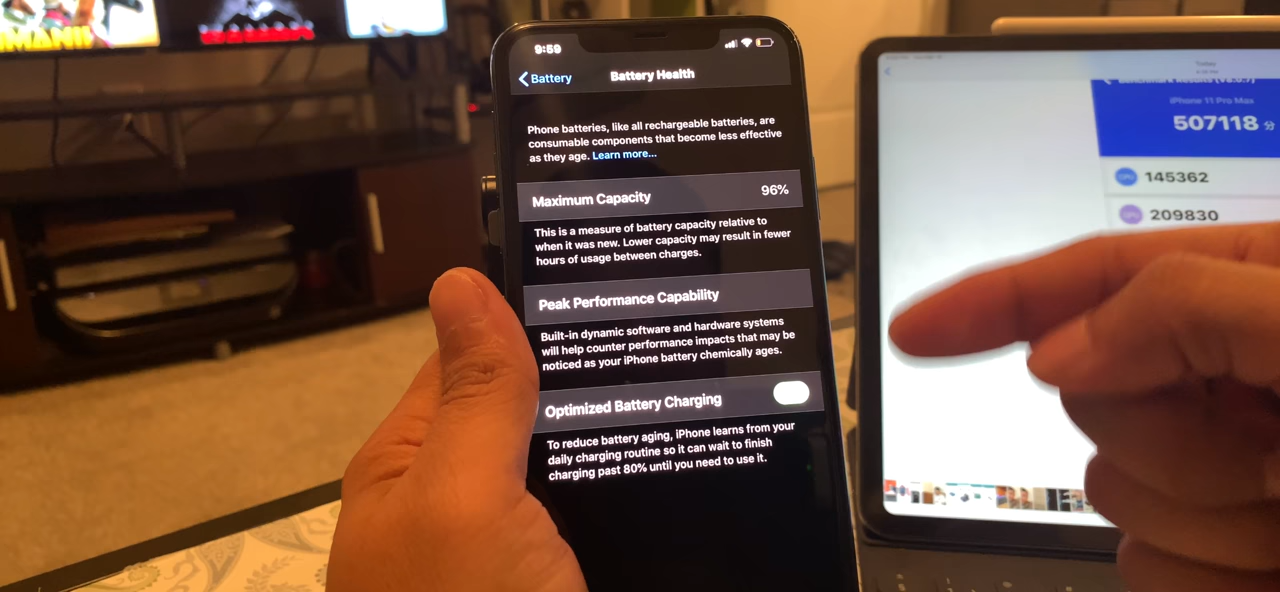 9:59
Battery
Battery Health
Phone batteries, like all rechargeable batteries, are
consumable components that become less effective
as they age. Learn more...
Maximum Capacity 96%
This is a measure of battery capacity relative to
when it was new. Lower capacity may result in fewer
hours of usage between charges.
Peak Performance Capability
Built-in dynamic software and hardware systems
will help counter performance impacts that may be
noticed as your iPhone battery chemically ages.
Optimized Battery Charging
To reduce battery aging, iPhone learns from your
daily charging routine so it can wait to finish
charging past 80% until you need to use it.
Today
iPhone 11 Pro Max
507118 分
CPU 145362
GPU 209830